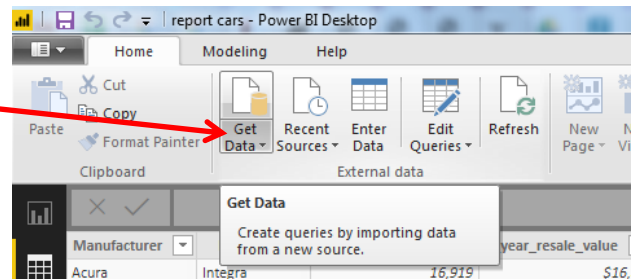 report cars - Power BI Desktop
Home Modeling Help
Paste
Cut
Copy
Format Painter
Clipboard
Get Data
Recent Sources
Enter Data
Edit Queries
Refresh
External data
New Page
Get Data
Create queries by importing data
from a new source.
Manufacturer year_resale_value
Acura Integra 16,919 $16,